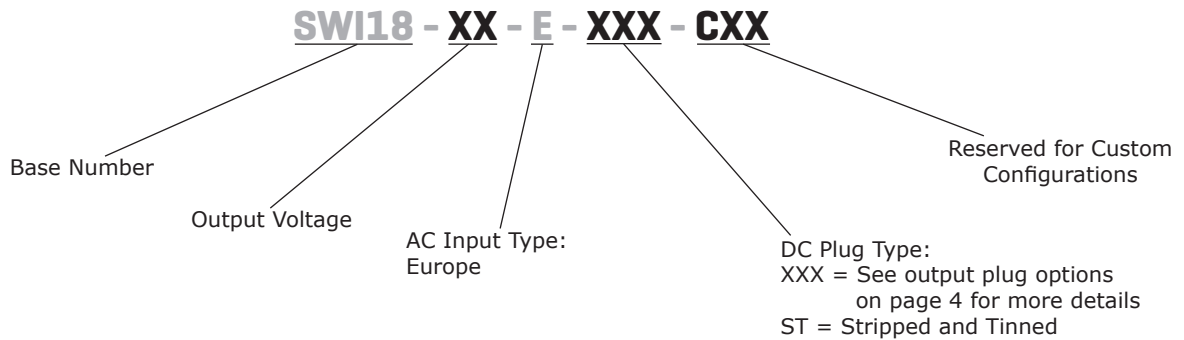 SWI18 - XX - E - XXX - CXX
Base Number
Output Voltage
AC Input Type:
Europe
DC Plug Type:
XXX = See output plug options
on page 4 for more details
ST = Stripped and Tinned
Reserved for Custom
Configurations